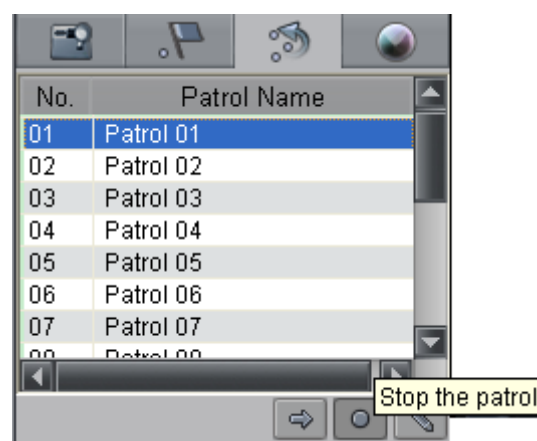 No. Patrol Name
01 Patrol 01
02 Patrol 02
03 Patrol 03
04 Patrol 04
05 Patrol 05
06 Patrol 06
07 Patrol 07
Stop the patrol